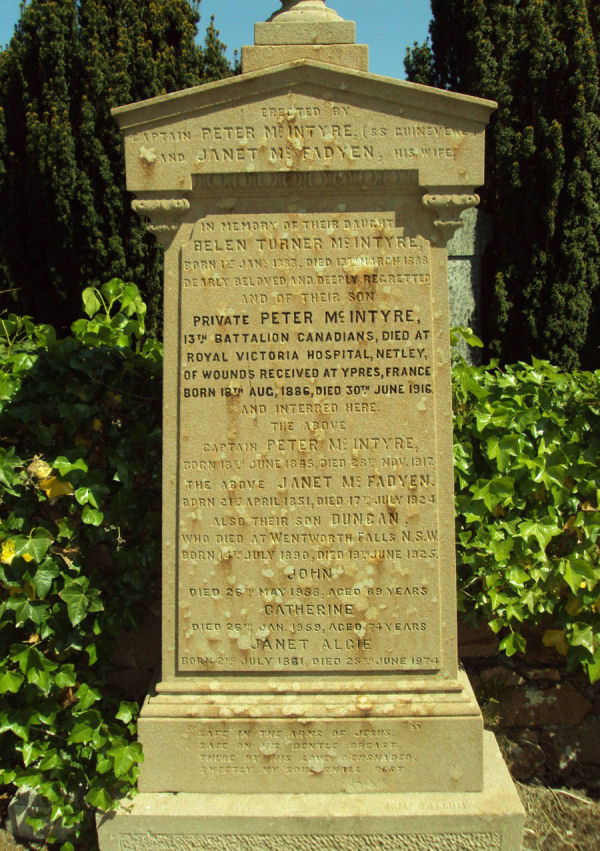 ERECTED BY
CAPTAIN PETER McINTYRE, (SS GUINEVERE)
AND JANET McFADYEN, HIS WIFE,
IN MEMORY OF THEIR DAUGHT
HELEN TURNER McINTYRE,
BORN 1ST JANY. 1883, DIED 13TH MARCH 1888
DEARLY BELOVED AND DEEPLY REGRETTED
AND OF THEIR SON
PRIVATE PETER McINTYRE,
13TH BATTALION CANADIANS, DIED AT
ROYAL VICTORIA HOSPITAL, NETLEY,
OF WOUNDS RECEIVED AT YPRES, FRANCE
BORN 18TH AUG, 1886, DIED 30TH JUNE 1916
AND INTERRED HERE.
THE ABOVE
CAPTAIN PETER McINTYRE,
BORN 18TH JUNE 1845, DIED 28TH NOV. 1917.
THE ABOVE JANET McFADYEN.
BORN 21ST APRIL 1851, DIED 17TH JULY 1924.
ALSO THEIR SON DUNCAN,
WHO DIED AT WENTWORTH FALLS N.S.W.
BORN 14TH JULY 1890, DIED 19TH JUNE 1925.
JOHN
DIED 26TH MAY 1958, AGED 69 YEARS
CATHERINE
DIED 26TH JAN. 1959, AGED 74 YEARS
JANET ALGIE
BORN 2ND JULY 1881, DIED 25TH JUNE 1974
"SAFE IN THE ARMS OF JESUS,
SAFE ON HIS GENTLE BREAST,
THERE BY HIS LOVE O'ERSHADED,
SWEETLY MY SOUL SHALL REST.